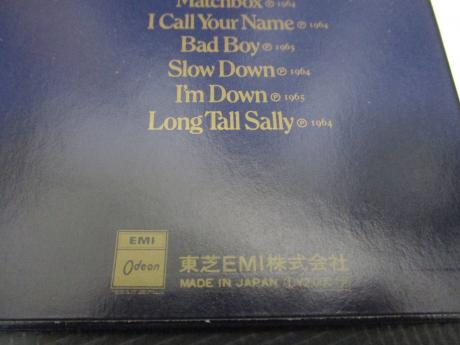 Matchbox ℗ 1964
I Call Your Name ℗ 1964
Bad Boy ℗ 1965
Slow Down ℗ 1964
I'm Down ℗ 1965
Long Tall Sally ℗ 1964
EMI
Odeon
東芝EMI株式会社
MADE IN JAPAN